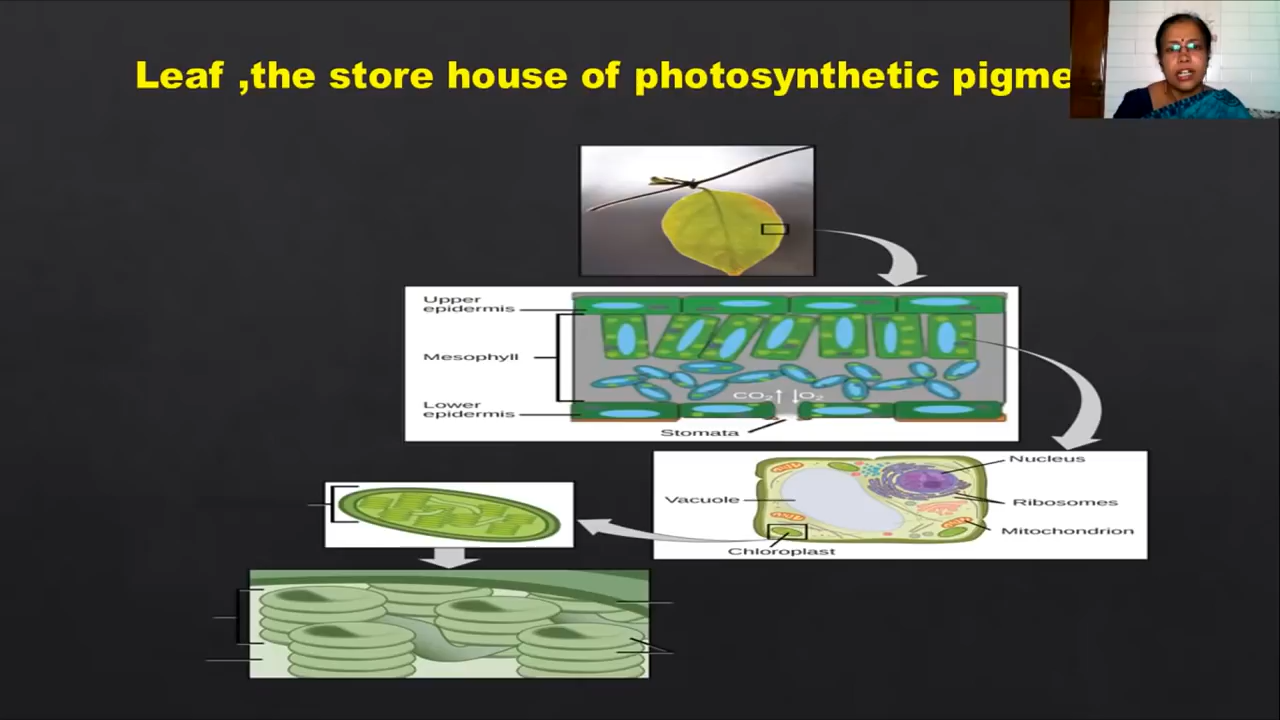 Leaf ,the store house of photosynthetic pigme
Upper
epidermis
Mesophyll
Lower
epidermis
CO₂ O₂
Stomata
Nucleus
Vacuole
Ribosomes
Mitochondrion
Chloroplast